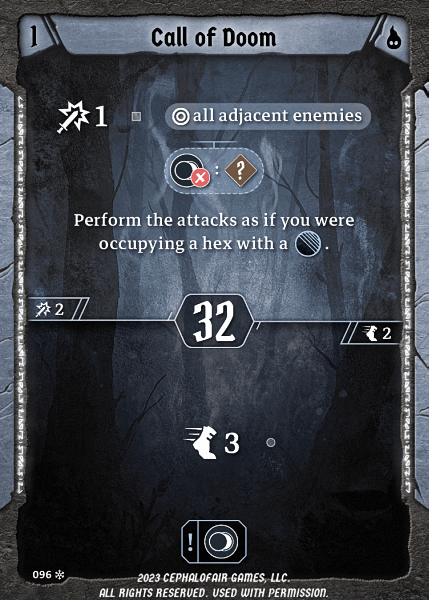 1
Call of Doom
1
all adjacent enemies
: ?
Perform the attacks as if you were
occupying a hex with a .
2
32
2
3
!
096
2023 CEPHALOFAIR GAMES, LLC.
ALL RIGHTS RESERVED. USED WITH PERMISSION.